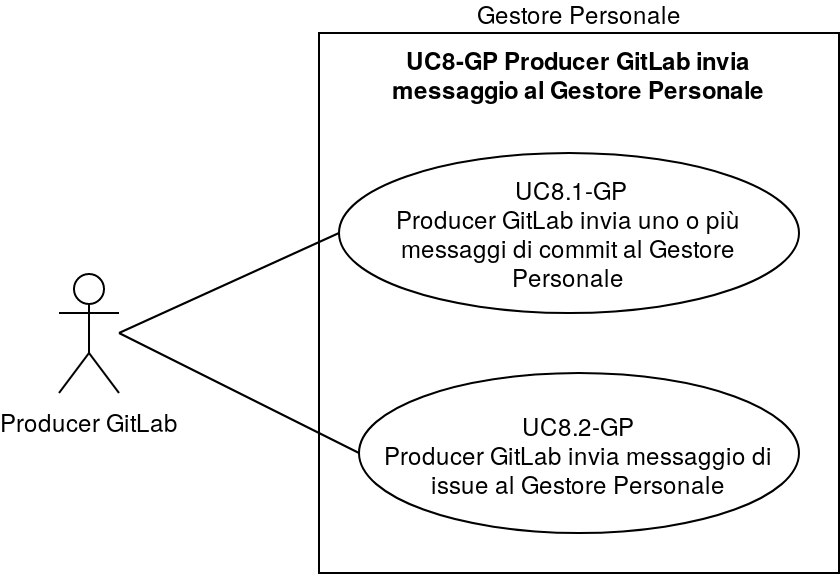 Gestore Personale
UC8-GP Producer GitLab invia
messaggio al Gestore Personale
UC8.1-GP
Producer GitLab invia uno o più
messaggi di commit al Gestore
Personale
Producer GitLab
UC8.2-GP
Producer GitLab invia messaggio di
issue al Gestore Personale